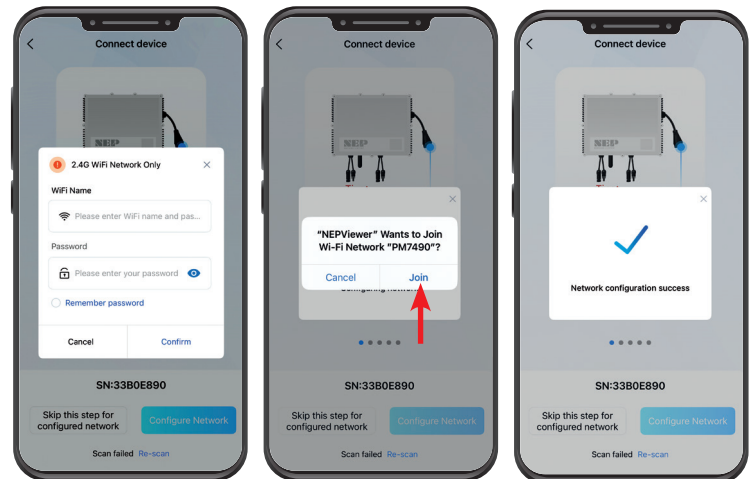 Connect device
NEP
2.4G WiFi Network Only
WiFi Name
Please enter WiFi name and pas...
Password
Please enter your password
Remember password
Cancel Confirm
SN:33B0E890
Skip this step for
configured network
Configure Network
Scan failed Re-scan
Connect device
NEP
"NEPViewer" Wants to Join
Wi-Fi Network "PM7490"?
Cancel Join
SN:33B0E890
Skip this step for
configured network
Configure Network
Scan failed Re-scan
Connect device
NEP
Network configuration success
SN:33B0E890
Skip this step for
configured network
Configure Network
Scan failed Re-scan